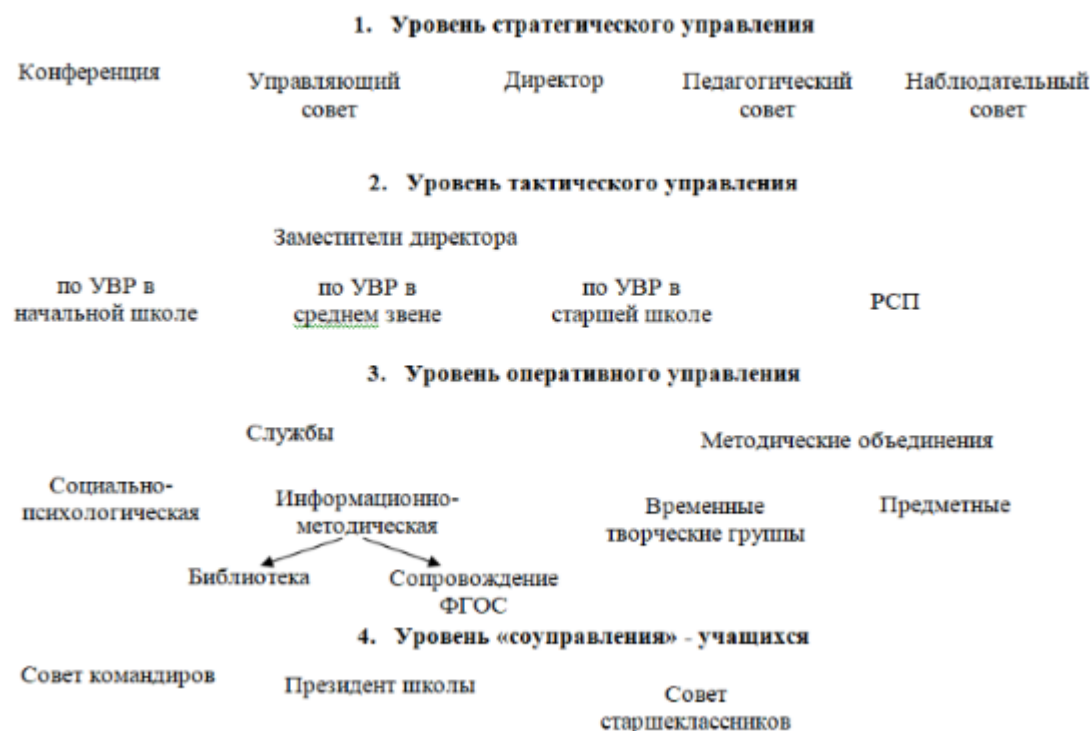 1. Уровень стратегического управления
Конференция
Управляющий
совет
Директор
Педагогический
совет
Наблюдательный
совет
2. Уровень тактического управления
Заместители директора
по УВР в
начальной школе
по УВР в
среднем звене
по УВР в
старшей школе
РСП
3. Уровень оперативного управления
Службы
Методические объединения
Социально-
психологическая
Информационно-
методическая
Временные
творческие группы
Предметные
Библиотека
Сопровождение
ФГОС
4. Уровень «соуправления» - учащихся
Совет командиров
Президент школы
Совет
старшеклассников